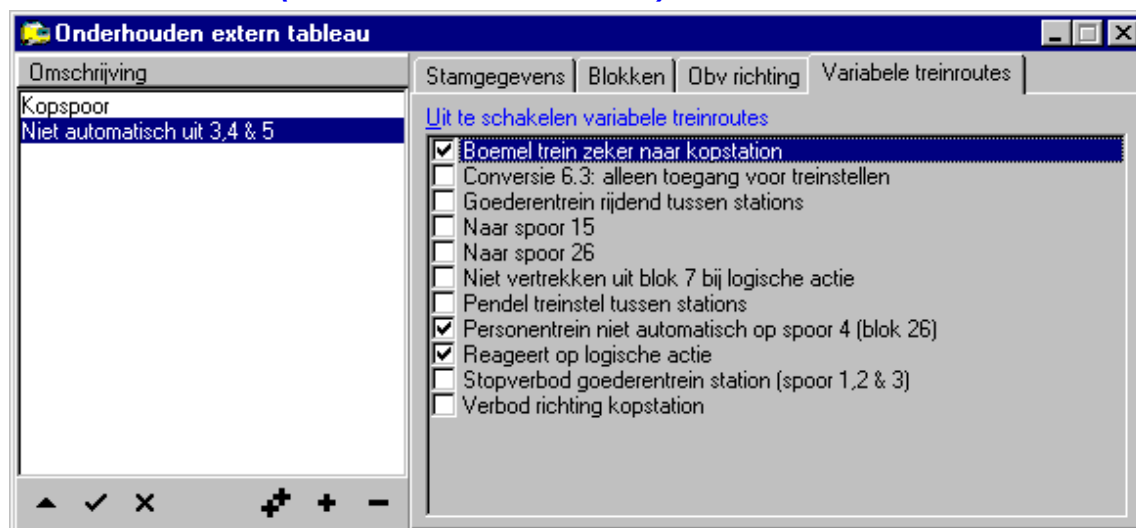 Onderhouden extern tableau
Omschrijving
Kopspoor
Niet automatisch uit 3,4 & 5
Stamgegevens
Blokken
Obv richting
Variabele treinroutes
Uit te schakelen variabele treinroutes
Boemel trein zeker naar kopstation
Conversie 6.3: alleen toegang voor treinstellen
Goederentrein rijdend tussen stations
Naar spoor 15
Naar spoor 26
Niet vertrekken uit blok 7 bij logische actie
Pendel treinstel tussen stations
Personentrein niet automatisch op spoor 4 (blok 26)
Reageert op logische actie
Stopverbod goederentrein station (spoor 1,2 & 3)
Verbod richting kopstation